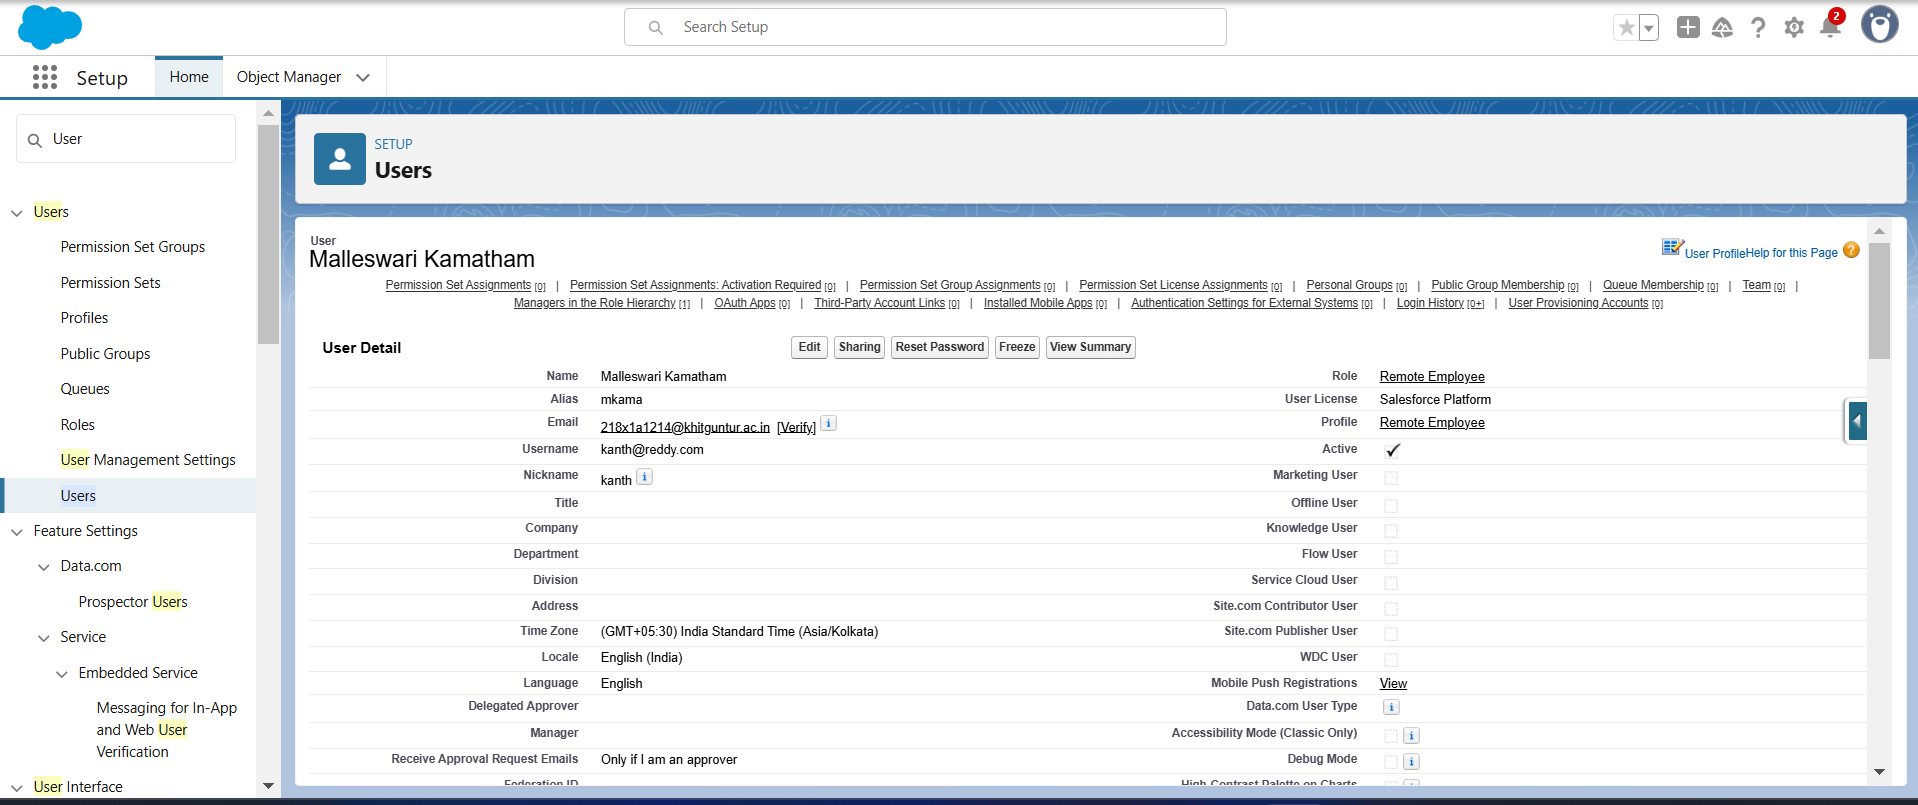 Search Setup
2
Setup
Home
Object Manager
User
Users
Permission Set Groups
Permission Sets
Profiles
Public Groups
Queues
Roles
User Management Settings
Users
Feature Settings
Data.com
Prospector Users
Service
Embedded Service
Messaging for In-App
and Web User
Verification
User Interface
SETUP
Users
User
Malleswari Kamatham
User Profile Help for this Page ?
Permission Set Assignments [0] | Permission Set Assignments: Activation Required [0] | Permission Set Group Assignments [0] | Permission Set License Assignments [0] | Personal Groups [0] | Public Group Membership [0] | Queue Membership [0] | Team [0] |
Managers in the Role Hierarchy [1] | OAuth Apps [0] | Third-Party Account Links [0] | Installed Mobile Apps [0] | Authentication Settings for External Systems [0] | Login History [0+] | User Provisioning Accounts [0]
User Detail
Edit Sharing Reset Password Freeze View Summary
Name Malleswari Kamatham Role Remote Employee
Alias mkama User License Salesforce Platform
Email 218x1a1214@khitguntur.ac.in [Verify] i Profile Remote Employee
Username kanth@reddy.com Active
Nickname kanth i Marketing User
Title Offline User
Company Knowledge User
Department Flow User
Division Service Cloud User
Address Site.com Contributor User
Time Zone (GMT+05:30) India Standard Time (Asia/Kolkata) Site.com Publisher User
Locale English (India) WDC User
Language English Mobile Push Registrations View
Delegated Approver Data.com User Type i
Manager Accessibility Mode (Classic Only) i
Receive Approval Request Emails Only if I am an approver Debug Mode i
Federation ID High-Contrast Palette on Charts i